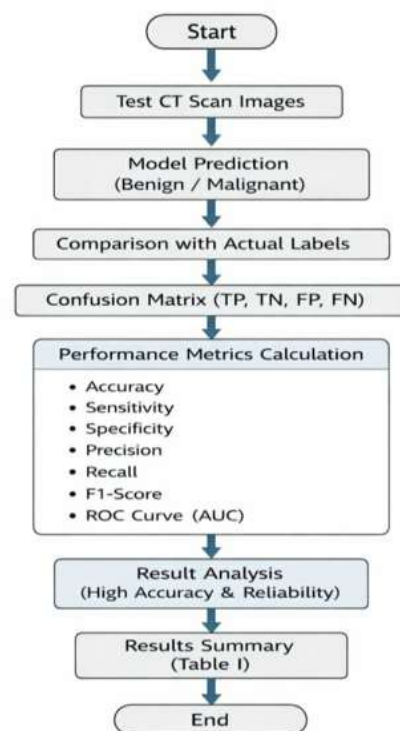 Start
Test CT Scan Images
Model Prediction
(Benign / Malignant)
Comparison with Actual Labels
Confusion Matrix (TP, TN, FP, FN)
Performance Metrics Calculation
• Accuracy
• Sensitivity
• Specificity
• Precision
• Recall
• F1-Score
• ROC Curve (AUC)
Result Analysis
(High Accuracy & Reliability)
Results Summary
(Table I)
End